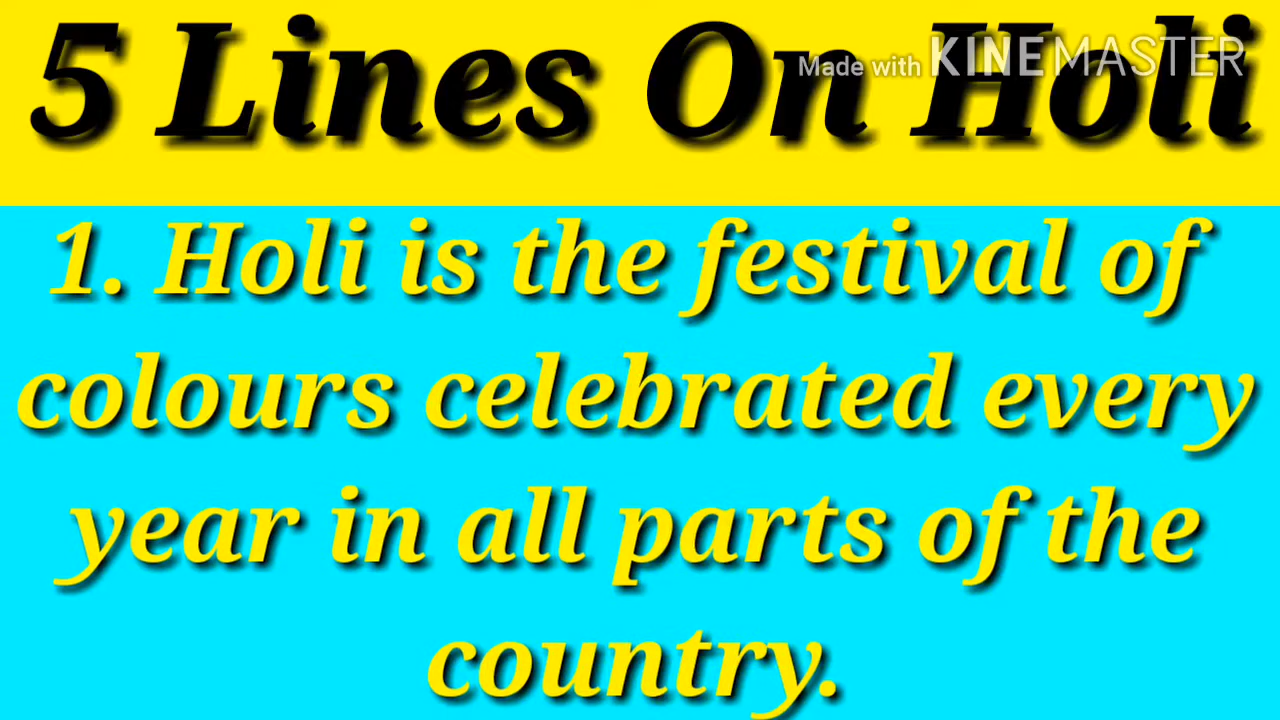 5 Lines On Holi
Made with KINEMASTER
1. Holi is the festival of
colours celebrated every
year in all parts of the
country.